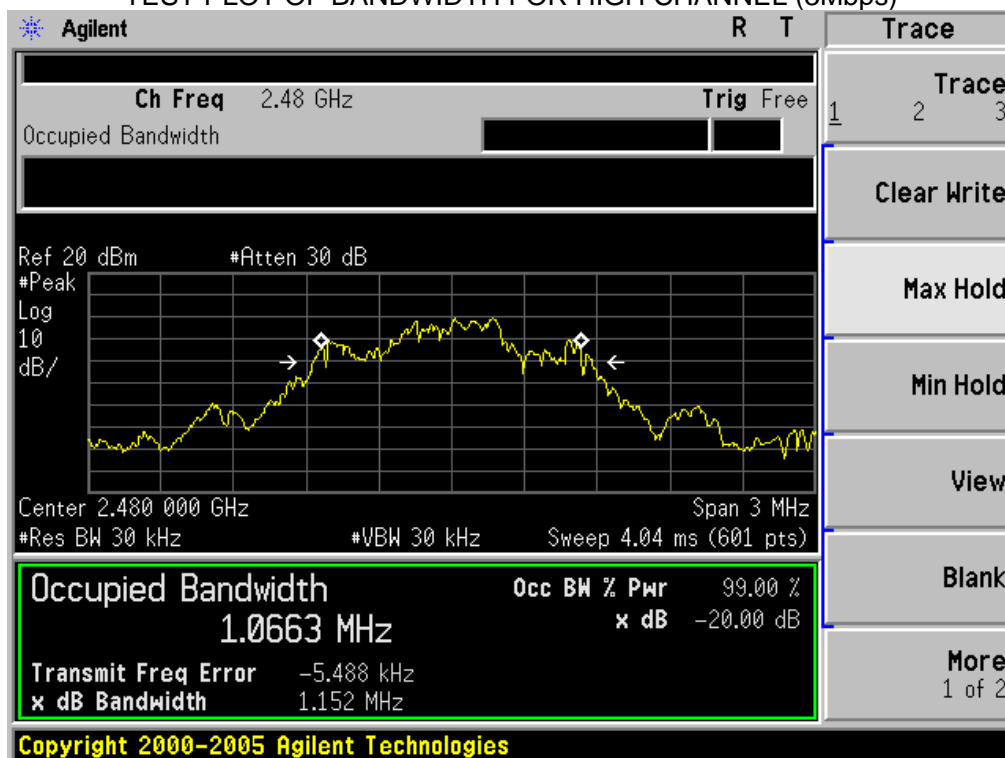 TEST PLOT OF BANDWIDTH FOR HIGH CHANNEL (3Mbps)
Agilent
R T
Trace
Ch Freq 2.48 GHz
Trig Free
Occupied Bandwidth
Ref 20 dBm
#Atten 30 dB
#Peak
Log
10
dB/
Center 2.480 000 GHz
Span 3 MHz
#Res BW 30 kHz
#VBW 30 kHz
Sweep 4.04 ms (601 pts)
Occupied Bandwidth
1.0663 MHz
Occ BW % Pwr 99.00 %
x dB -20.00 dB
Transmit Freq Error -5.488 kHz
x dB Bandwidth 1.152 MHz
Copyright 2000-2005 Agilent Technologies
Trace
1 2 3
Clear Write
Max Hold
Min Hold
View
Blank
More
1 of 2